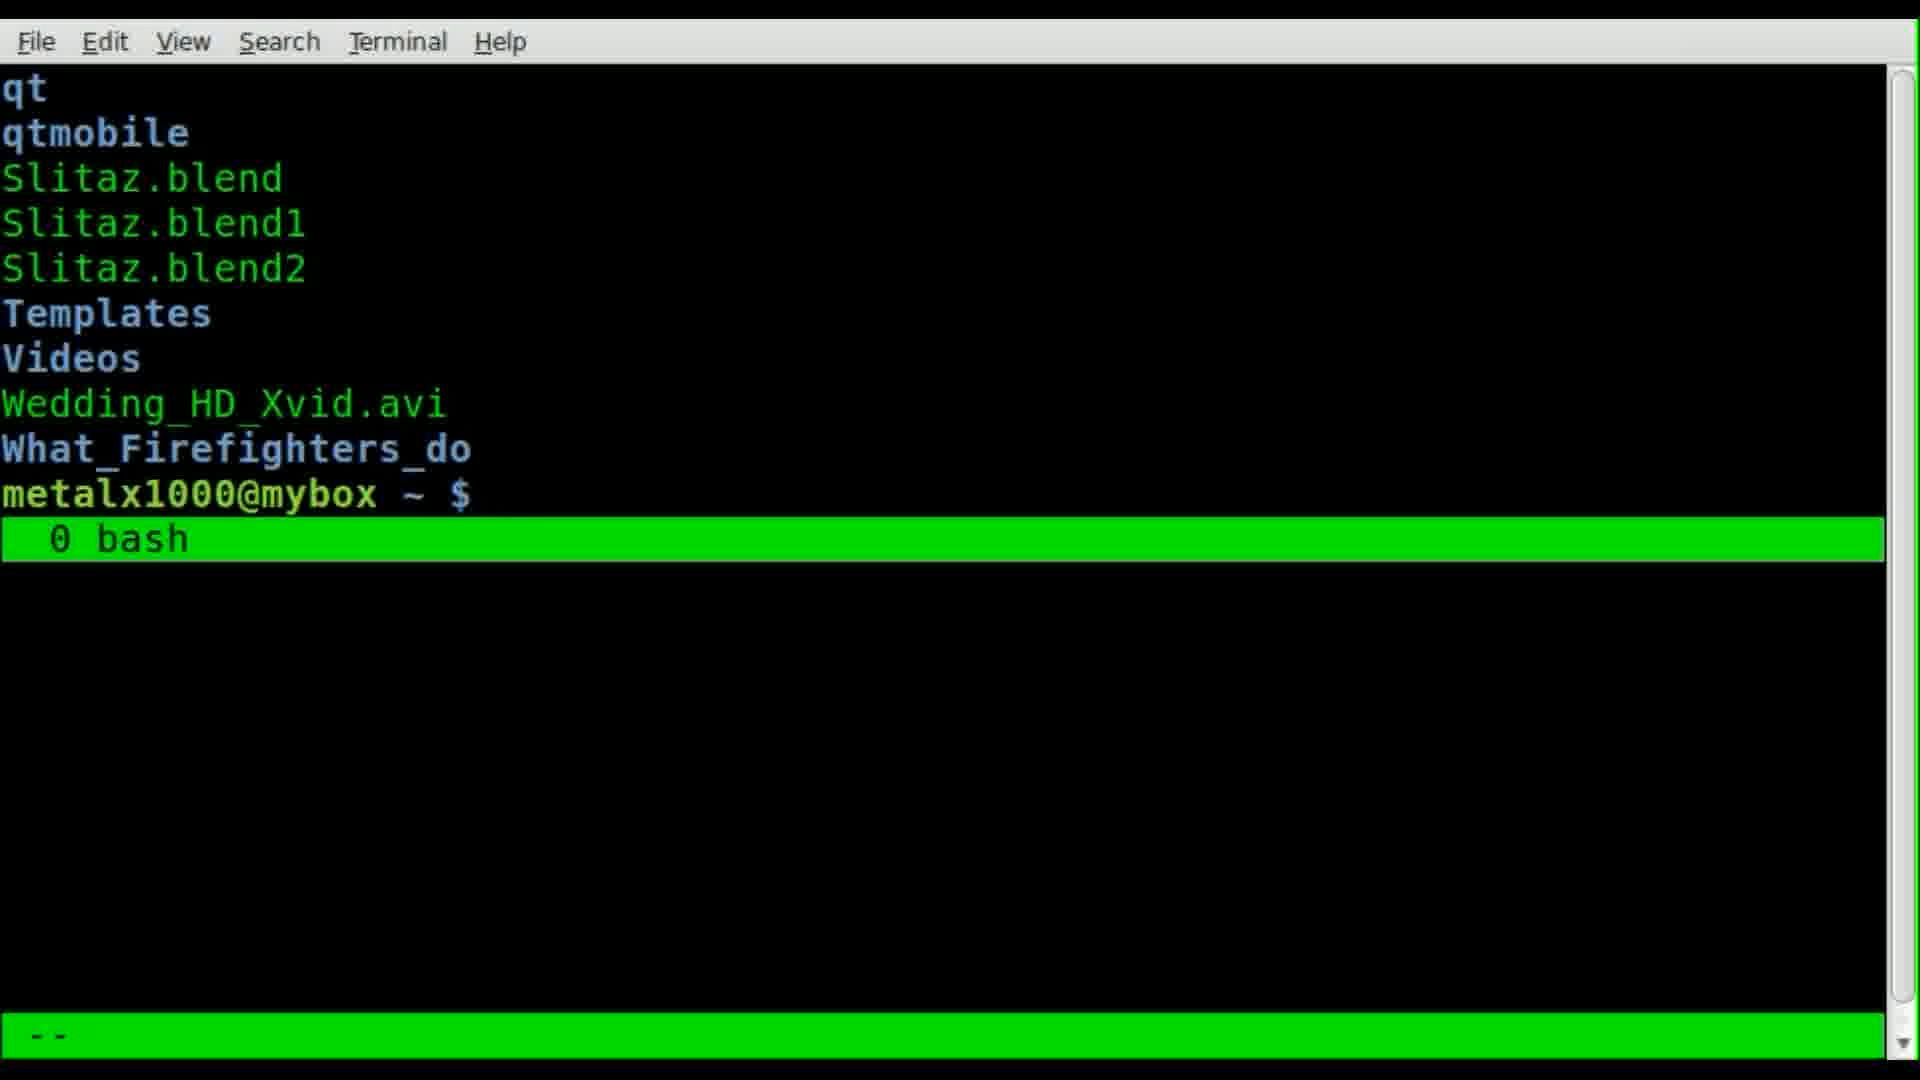 File Edit View Search Terminal Help
qt
qtmobile
Slitaz.blend
Slitaz.blend1
Slitaz.blend2
Templates
Videos
Wedding_HD_Xvid.avi
What_Firefighters_do
metalx1000@mybox ~ $
0 bash
--